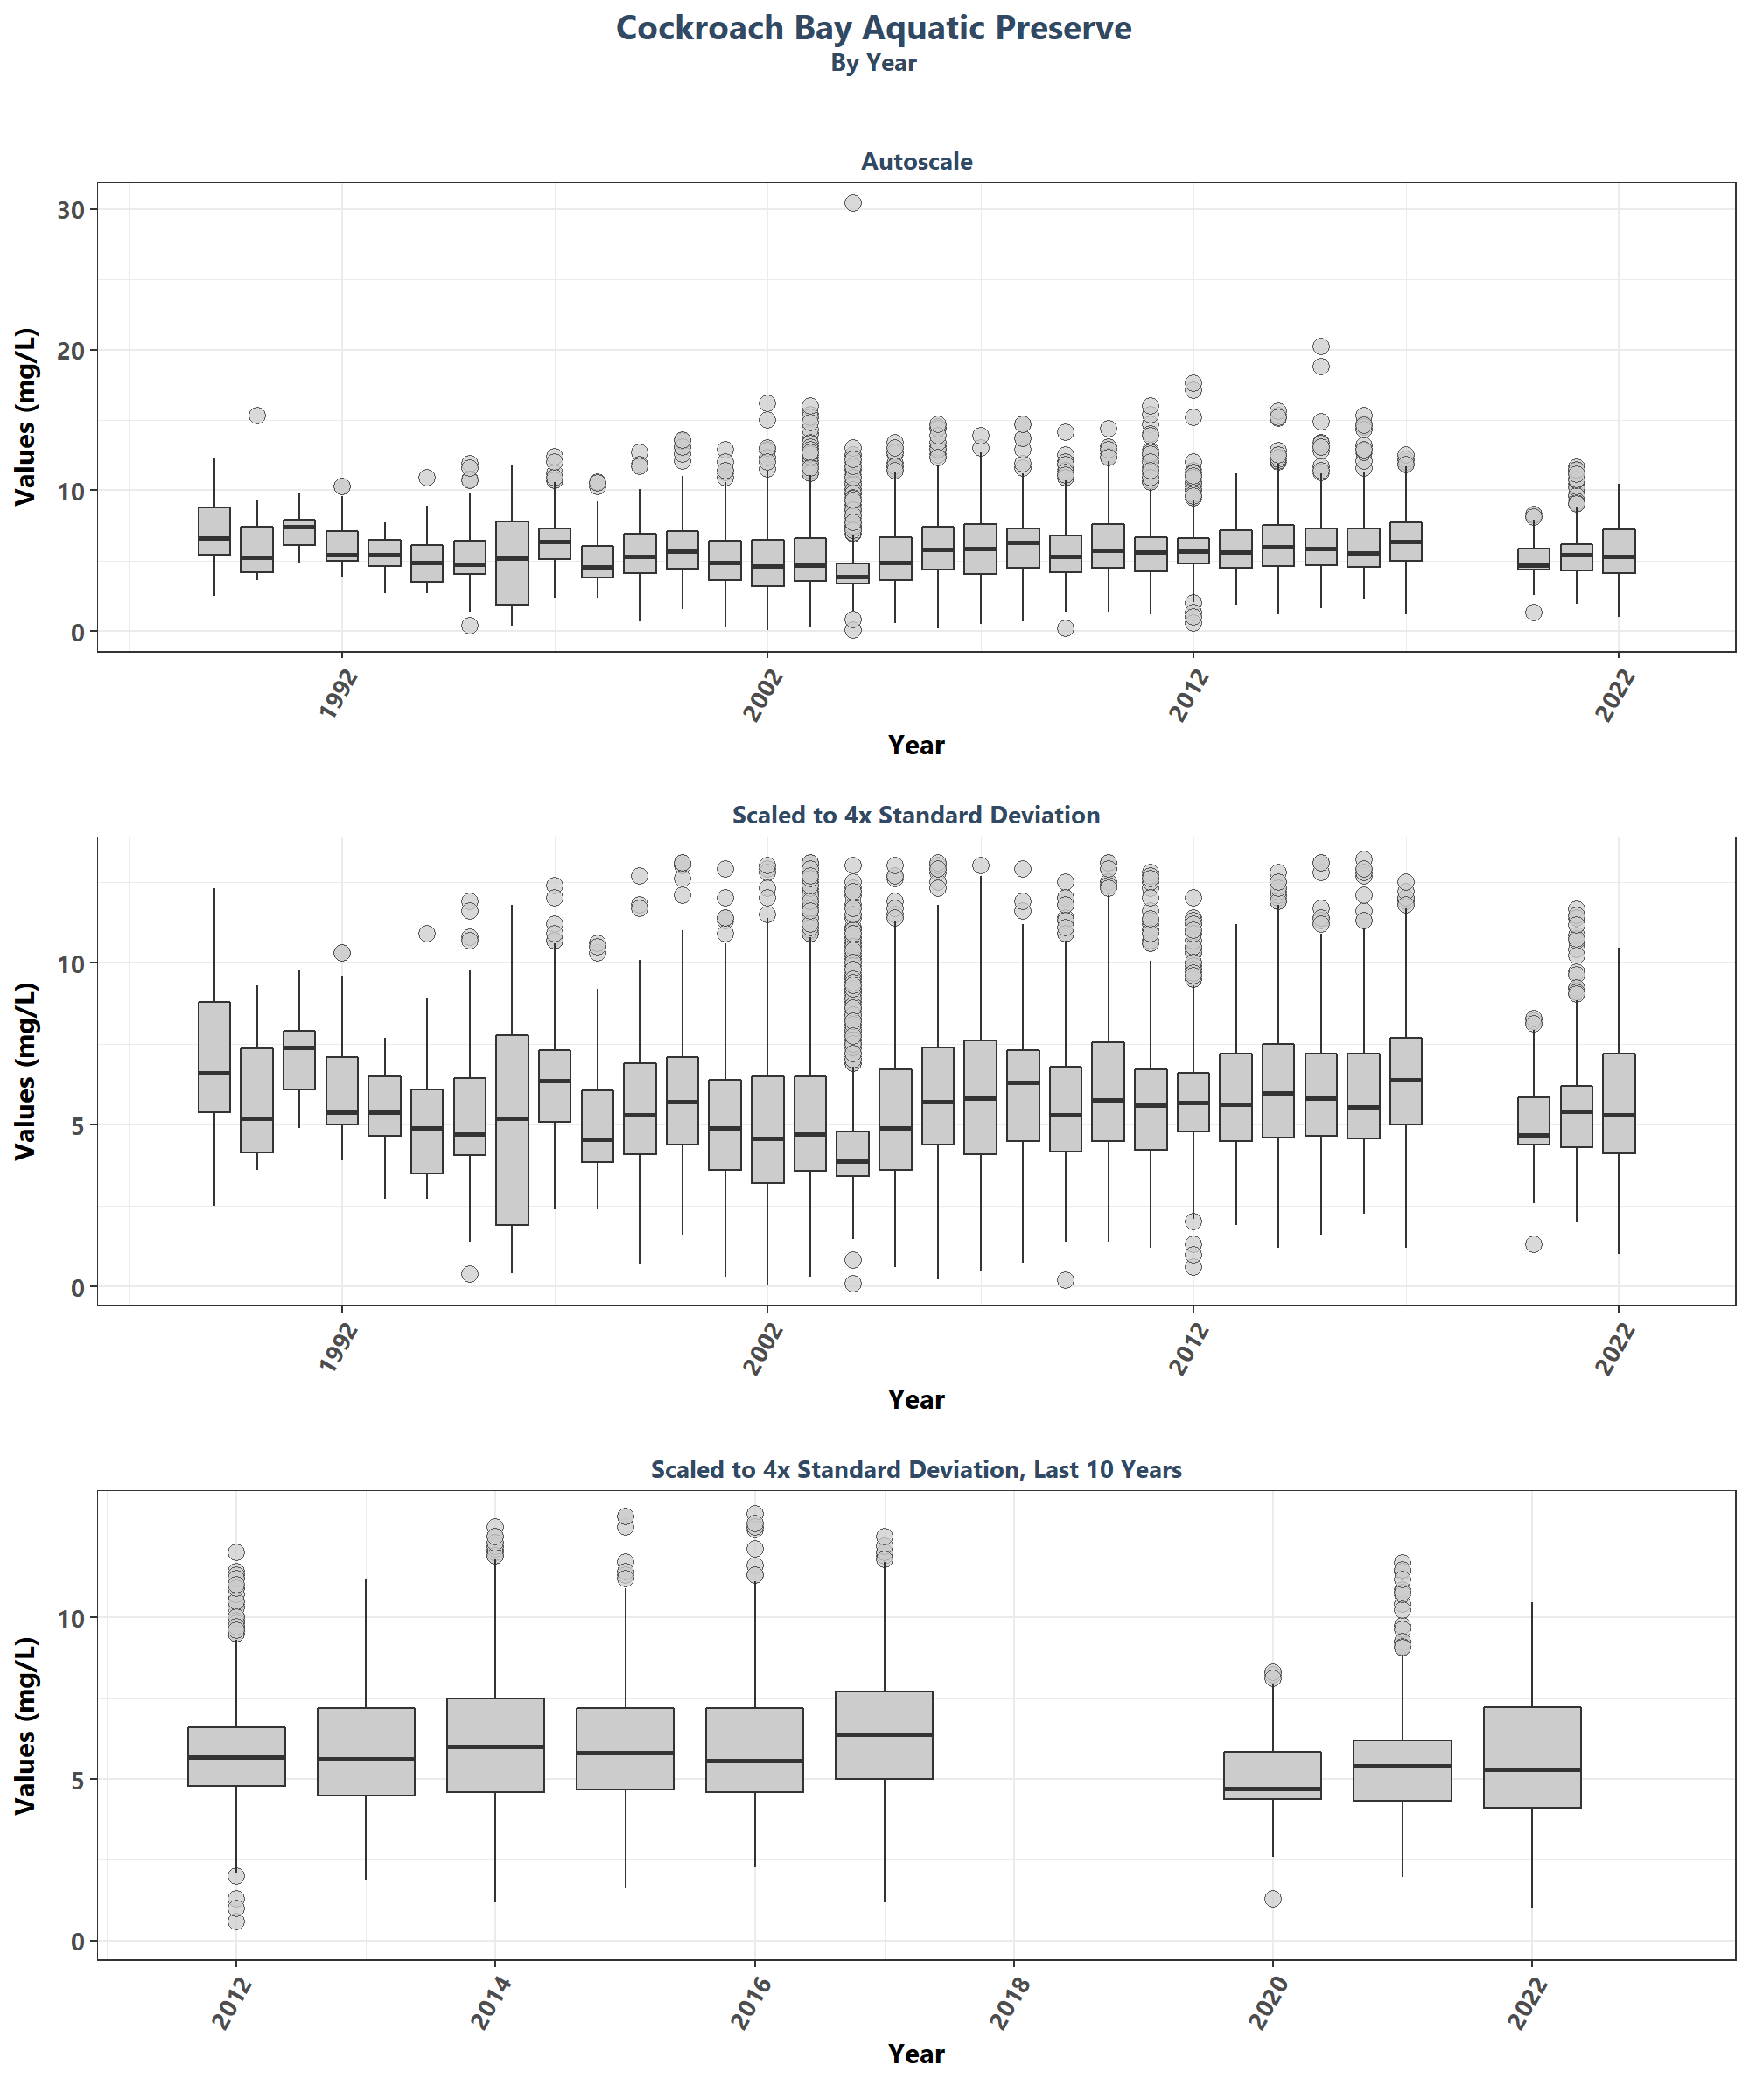 Cockroach Bay Aquatic Preserve
By Year
Autoscale
Values (mg/L)
30
20
10
0
1992
2002
2012
2022
Year
Scaled to 4x Standard Deviation
Values (mg/L)
10
5
0
1992
2002
2012
2022
Year
Scaled to 4x Standard Deviation, Last 10 Years
Values (mg/L)
10
5
0
2012
2014
2016
2018
2020
2022
Year